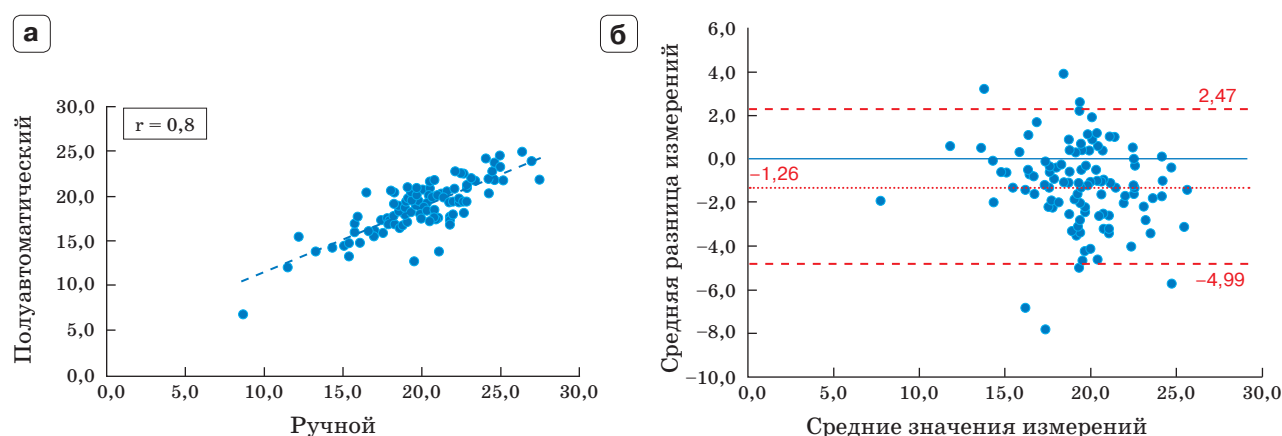 а
Полуавтоматический
30,0
25,0
20,0
15,0
10,0
5,0
0,0
r = 0,8
0,0 5,0 10,0 15,0 20,0 25,0 30,0
Ручной
б
Средняя разница измерений
6,0
4,0
2,0
0,0
−2,0
−4,0
−6,0
−8,0
−10,0
2,47
−1,26
−4,99
0,0 5,0 10,0 15,0 20,0 25,0 30,0
Средние значения измерений